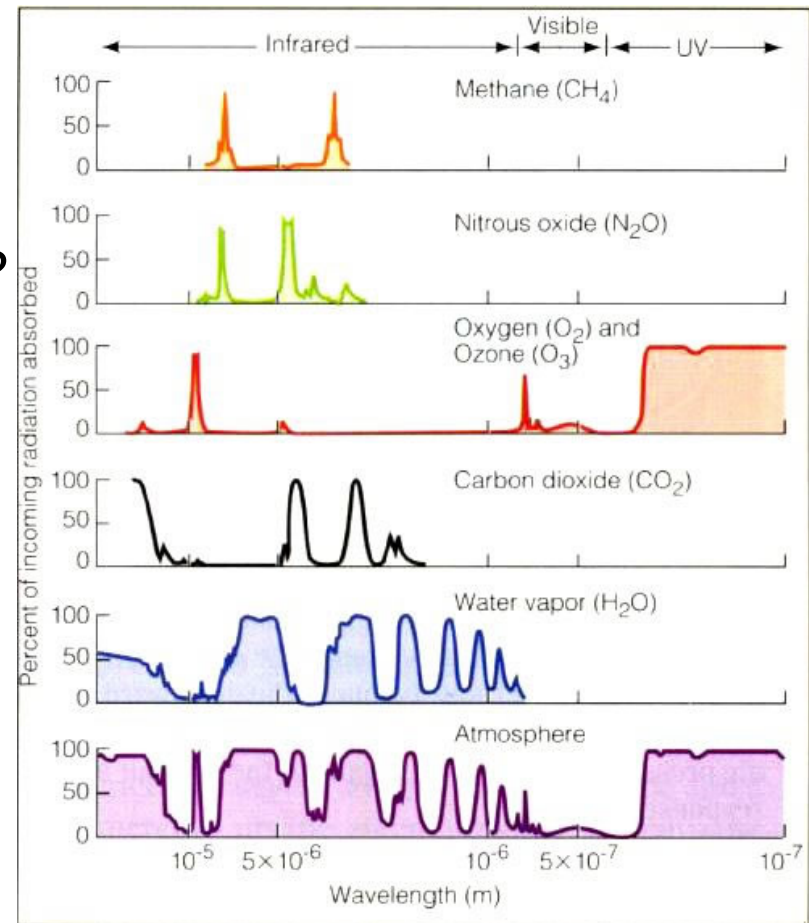 Visible
Infrared
UV
Methane (CH₄)
100
50
0
Nitrous oxide (N₂O)
100
50
0
Oxygen (O₂) and
Ozone (O₃)
100
50
0
Carbon dioxide (CO₂)
100
50
0
Water vapor (H₂O)
100
50
0
Atmosphere
100
50
0
Percent of incoming radiation absorbed
10⁻⁵ 5×10⁻⁶ 10⁻⁶ 5×10⁻⁷ 10⁻⁷
Wavelength (m)